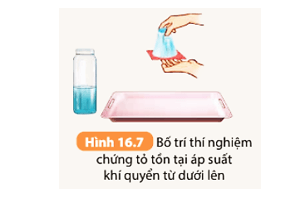 Hình 16.7 Bố trí thí nghiệm
chứng tỏ tồn tại áp suất
khí quyển từ dưới lên